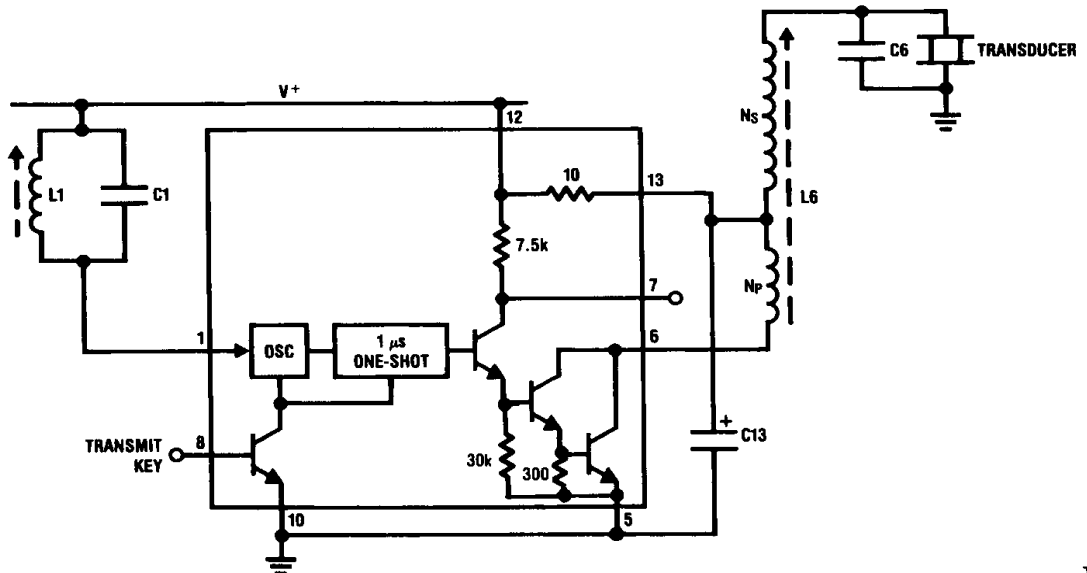 C6
TRANSDUCER
V+
12
NS
10
13
L1
C1
L6
7.5k
7
NP
1
OSC
1 μs
ONE-SHOT
6
+
C13
TRANSMIT
KEY
8
30k
300
10
5